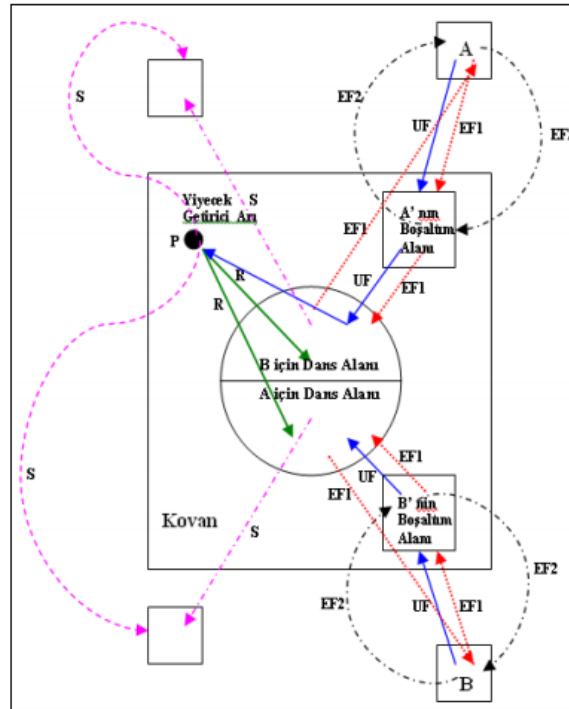 A
EF2
S
UF
EF1
EF2
Yiyecek S
Getirici Arı
P
A' nın
Boşaltım
Alanı
EF1
R
UF
EF1
R
B için Dans Alanı
A için Dans Alanı
EF1
UF
EF1
S
B' nin
Boşaltım
Alanı
Kovan
S
EF2
EF2
UF
EF1
B